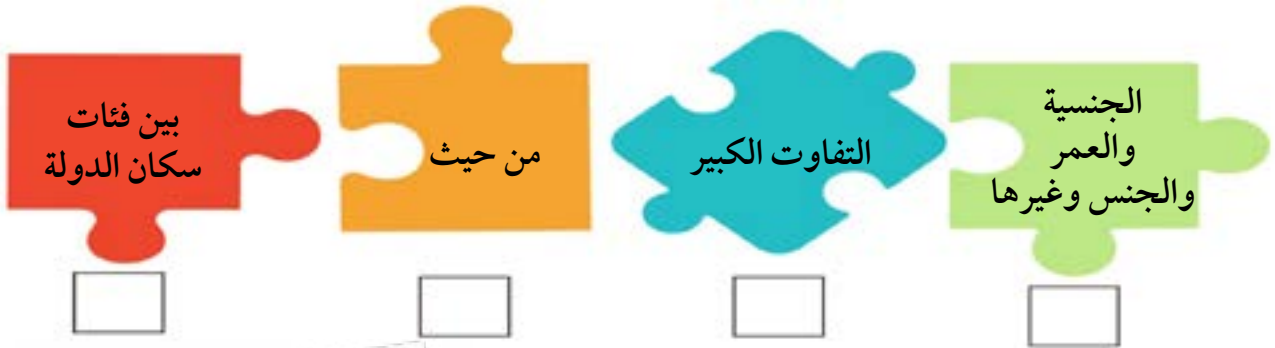 الجنسية
والعمر
والجنس وغيرها
التفاوت الكبير
من حيث
بين فئات
سكان الدولة